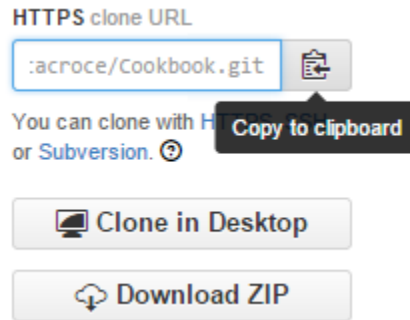 HTTPS clone URL
:acroce/Cookbook.git
Copy to clipboard
You can clone with
or Subversion.
Clone in Desktop
Download ZIP